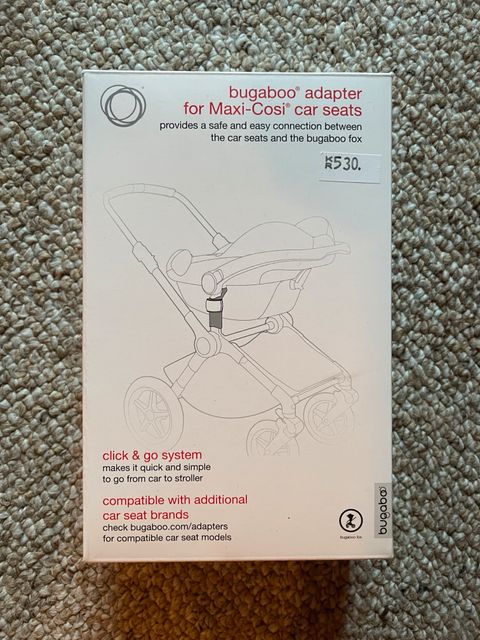 bugaboo® adapter
for Maxi-Cosi® car seats
provides a safe and easy connection between
the car seats and the bugaboo fox
KR530.
click & go system
makes it quick and simple
to go from car to stroller
compatible with additional
car seat brands
check bugaboo.com/adapters
for compatible car seat models
bugaboo fox
bugaboo